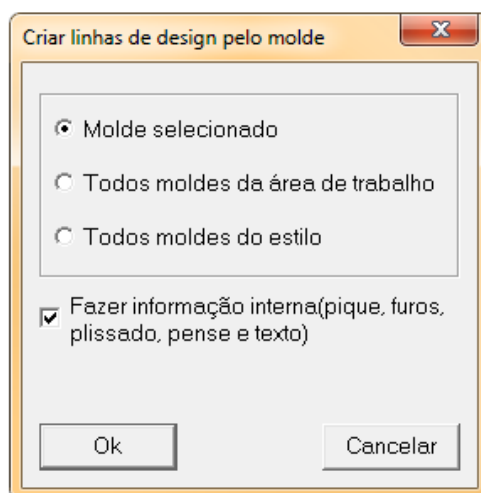 Criar linhas de design pelo molde
Molde selecionado
Todos moldes da área de trabalho
Todos moldes do estilo
Fazer informação interna(pique, furos,
plissado, pense e texto)
Ok
Cancelar